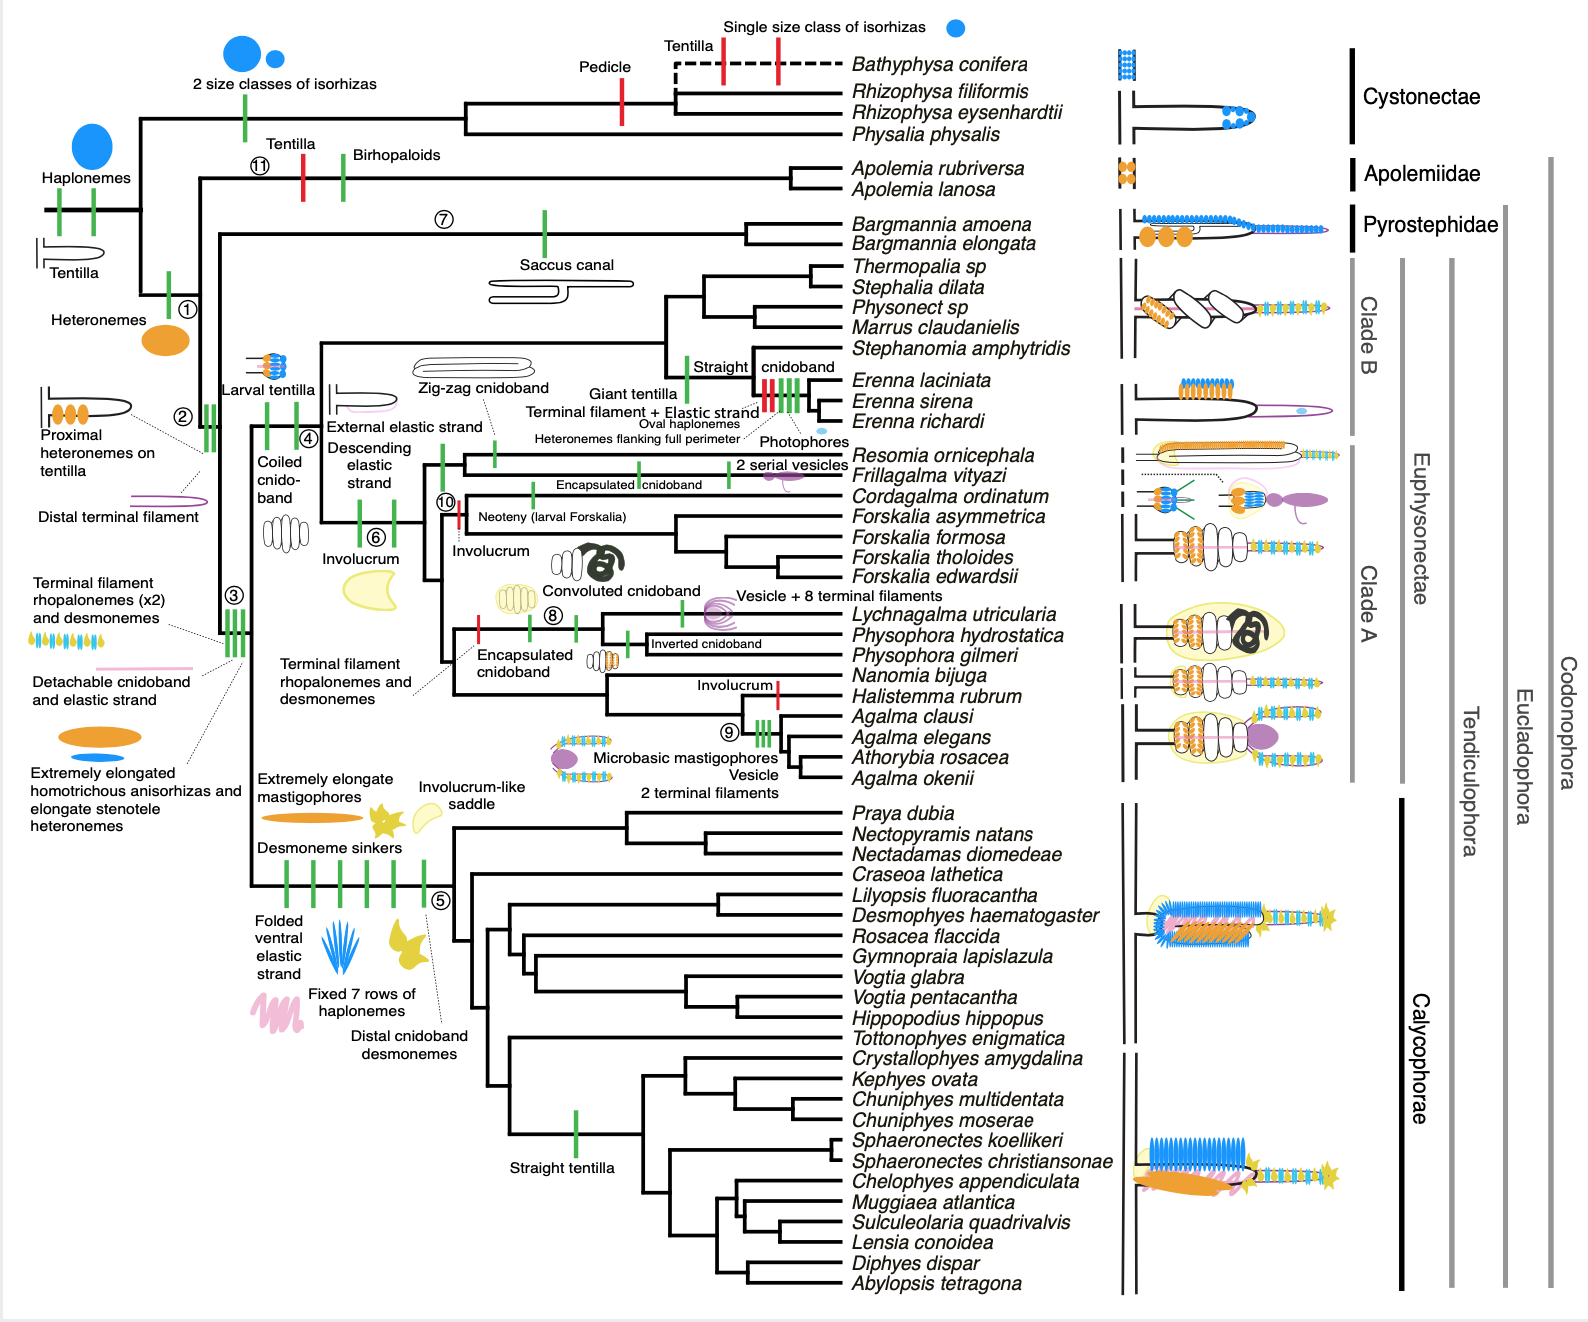 Single size class of isorhizas
Tentilla
Bathyphysa conifera
Pedicle
2 size classes of isorhizas
Rhizophysa filiformis
Rhizophysa eysenhardtii
Physalia physalis
Cystonectae
Haplonemes
Tentilla
11
Tentilla
Birhopaloids
Apolemia rubriversa
Apolemia lanosa
Apolemiidae
7
Saccus canal
Bargmannia amoena
Bargmannia elongata
Pyrostephidae
Heteronemes
1
Thermopalia sp
Stephalia dilata
Physonect sp
Marrus claudanielis
Stephanomia amphytridis
Straight
cnidoband
Giant tentilla
Terminal filament + Elastic strand
Oval haplonemes
Heteronemes flanking full perimeter
Photophores
Erenna laciniata
Erenna sirena
Erenna richardi
Clade B
Larval tentilla
Zig-zag cnidoband
2
Proximal
heteronemes on
tentilla
Distal terminal filament
4
External elastic strand
Coiled
cnido-
band
Descending
elastic
strand
6
Involucrum
10
2 serial vesicles
Encapsulated cnidoband
Neoteny (larval Forskalia)
Involucrum
Resomia ornicephala
Frillagalma vityazi
Cordagalma ordinatum
Forskalia asymmetrica
Forskalia formosa
Forskalia tholoides
Forskalia edwardsii
Convoluted cnidoband
Vesicle + 8 terminal filaments
8
Encapsulated
cnidoband
Inverted cnidoband
Lychnagalma utricularia
Physophora hydrostatica
Physophora gilmeri
Terminal filament
rhopalonemes (x2)
and desmonemes
3
Detachable cnidoband
and elastic strand
Extremely elongated
homotrichous anisorhizas and
elongate stenotele
heteronemes
Terminal filament
rhopalonemes and
desmonemes
Involucrum
9
Microbasic mastigophores
Vesicle
2 terminal filaments
Nanomia bijuga
Halistemma rubrum
Agalma clausi
Agalma elegans
Athorybia rosacea
Agalma okenii
Clade A
Euphysonectae
Extremely elongate
mastigophores
Involucrum-like
saddle
Desmoneme sinkers
5
Folded
ventral
elastic
strand
Fixed 7 rows of
haplonemes
Distal cnidoband
desmonemes
Straight tentilla
Praya dubia
Nectopyramis natans
Nectadamas diomedeae
Craseoa lathetica
Lilyopsis fluoracantha
Desmophyes haematogaster
Rosacea flaccida
Gymnopraia lapislazula
Vogtia glabra
Vogtia pentacantha
Hippopodius hippopus
Tottonophyes enigmatica
Crystallophyes amygdalina
Kephyes ovata
Chuniphyes multidentata
Chuniphyes moserae
Sphaeronectes koellikeri
Sphaeronectes christiansonae
Chelophyes appendiculata
Muggiaea atlantica
Sulculeolaria quadrivalvis
Lensia conoidea
Diphyes dispar
Abylopsis tetragona
Calycophorae
Tendiculophora
Eucladophora
Codonophora